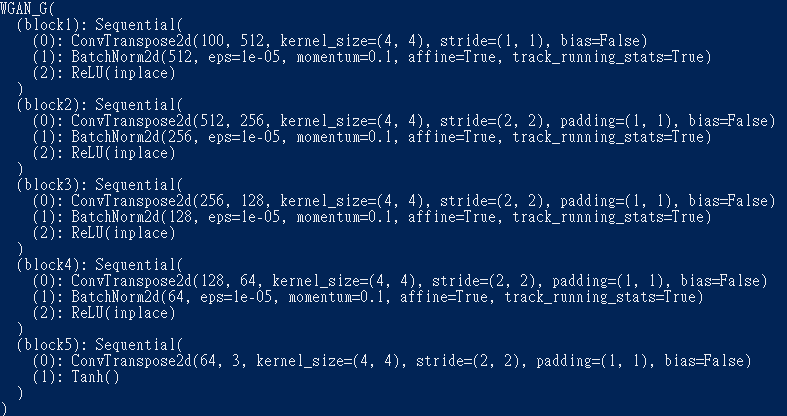 WGAN_G(
  (block1): Sequential(
    (0): ConvTranspose2d(100, 512, kernel_size=(4, 4), stride=(1, 1), bias=False)
    (1): BatchNorm2d(512, eps=1e-05, momentum=0.1, affine=True, track_running_stats=True)
    (2): ReLU(inplace)
  )
  (block2): Sequential(
    (0): ConvTranspose2d(512, 256, kernel_size=(4, 4), stride=(2, 2), padding=(1, 1), bias=False)
    (1): BatchNorm2d(256, eps=1e-05, momentum=0.1, affine=True, track_running_stats=True)
    (2): ReLU(inplace)
  )
  (block3): Sequential(
    (0): ConvTranspose2d(256, 128, kernel_size=(4, 4), stride=(2, 2), padding=(1, 1), bias=False)
    (1): BatchNorm2d(128, eps=1e-05, momentum=0.1, affine=True, track_running_stats=True)
    (2): ReLU(inplace)
  )
  (block4): Sequential(
    (0): ConvTranspose2d(128, 64, kernel_size=(4, 4), stride=(2, 2), padding=(1, 1), bias=False)
    (1): BatchNorm2d(64, eps=1e-05, momentum=0.1, affine=True, track_running_stats=True)
    (2): ReLU(inplace)
  )
  (block5): Sequential(
    (0): ConvTranspose2d(64, 3, kernel_size=(4, 4), stride=(2, 2), padding=(1, 1), bias=False)
    (1): Tanh()
  )
)